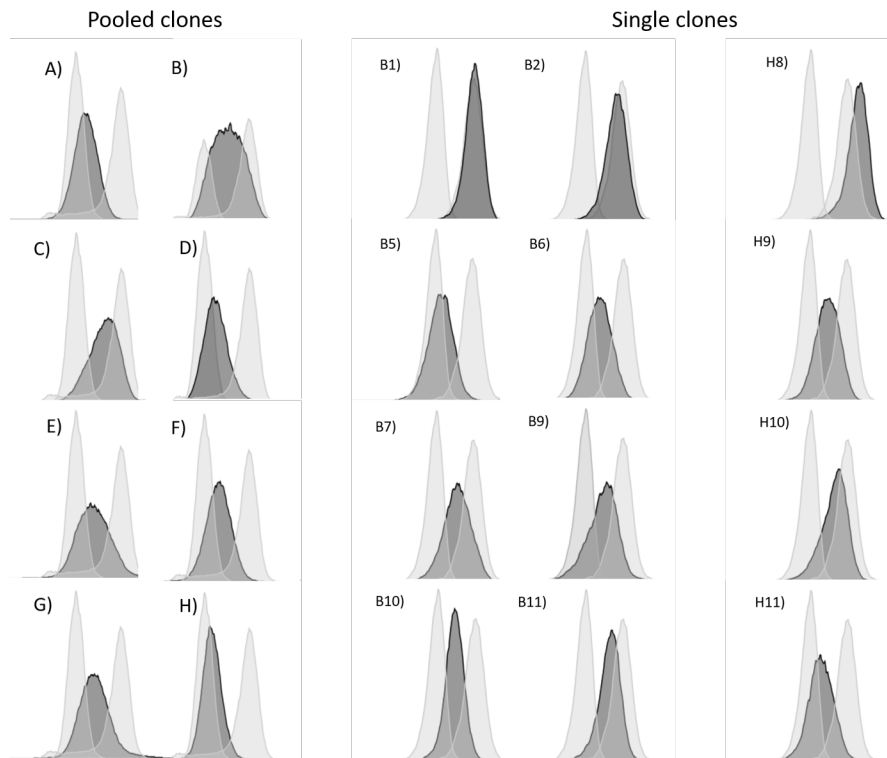 Pooled clones
Single clones
A)
B)
B1)
B2)
H8)
C)
D)
B5)
B6)
H9)
E)
F)
B7)
B9)
H10)
G)
H)
B10)
B11)
H11)